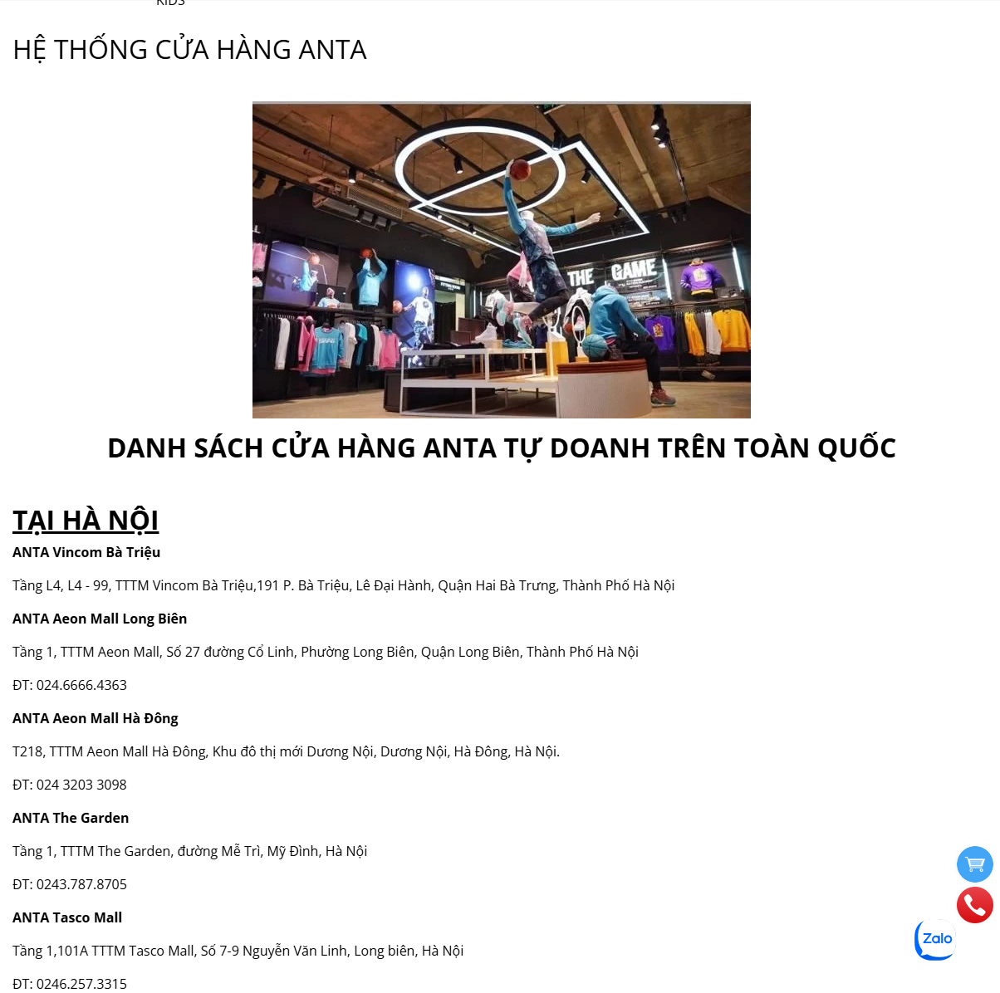 KIDS
HỆ THỐNG CỬA HÀNG ANTA
THE GAME
FITTING ROOM
DANH SÁCH CỬA HÀNG ANTA TỰ DOANH TRÊN TOÀN QUỐC
TẠI HÀ NỘI
ANTA Vincom Bà Triệu
Tầng L4, L4 - 99, TTTM Vincom Bà Triệu,191 P. Bà Triệu, Lê Đại Hành, Quận Hai Bà Trưng, Thành Phố Hà Nội
ANTA Aeon Mall Long Biên
Tầng 1, TTTM Aeon Mall, Số 27 đường Cổ Linh, Phường Long Biên, Quận Long Biên, Thành Phố Hà Nội
ĐT: 024.6666.4363
ANTA Aeon Mall Hà Đông
T218, TTTM Aeon Mall Hà Đông, Khu đô thị mới Dương Nội, Dương Nội, Hà Đông, Hà Nội.
ĐT: 024 3203 3098
ANTA The Garden
Tầng 1, TTTM The Garden, đường Mễ Trì, Mỹ Đình, Hà Nội
ĐT: 0243.787.8705
ANTA Tasco Mall
Tầng 1,101A TTTM Tasco Mall, Số 7-9 Nguyễn Văn Linh, Long biên, Hà Nội
Zalo
ĐT: 0246.257.3315